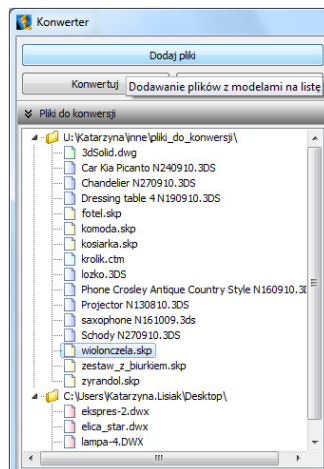 Konwerter
Dodaj pliki
Konwertuj
Dodawanie plików z modelami na listę
Pliki do konwersji
U:\Katarzyna\inne\pliki_do_konwersji\
3dSolid.dwg
Car Kia Picanto N240910.3DS
Chandelier N270910.3DS
Dressing table 4 N190910.3DS
fotel.skp
komoda.skp
kosiarka.skp
krolik.ctm
lozko.3DS
Phone Crosley Antique Country Style N160910.3D
Projector N130810.3DS
saxophone N161009.3ds
Schody N270910.3DS
wiolonczela.skp
zestaw_z_biurkiem.skp
zyrandol.skp
C:\Users\Katarzyna.Lisiak\Desktop\
ekspres-2.dwx
elica_star.dwx
lampa-4.DWX